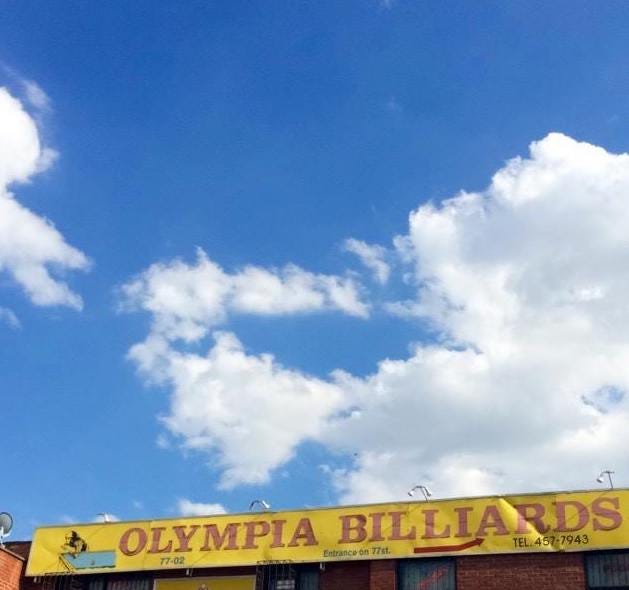 OLYMPIA BILLIARDS
77-02
Entrance on 77st.
TEL. 457-7943